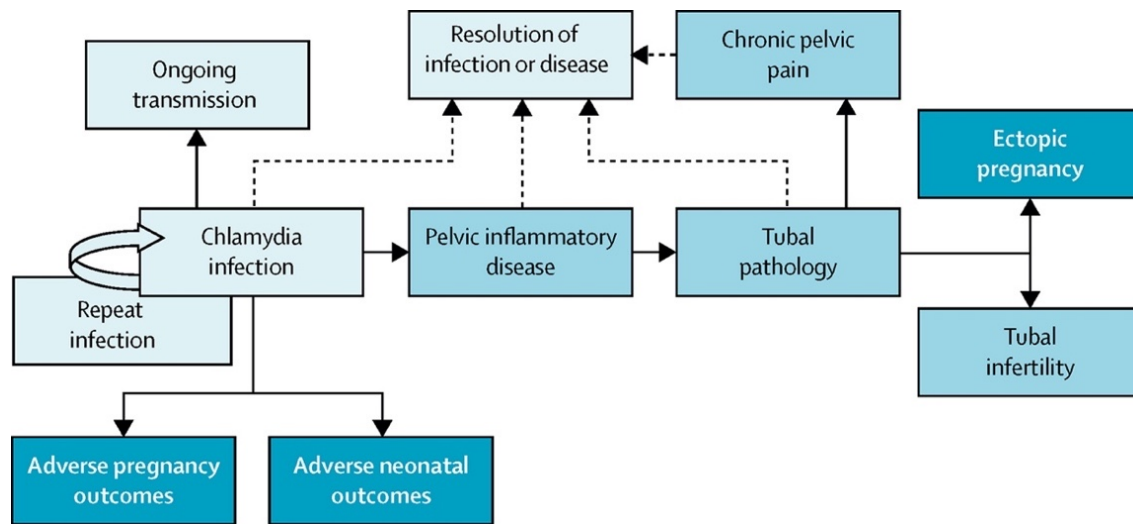 Ongoing
transmission
Resolution of
infection or disease
Chronic pelvic
pain
Ectopic
pregnancy
Chlamydia
infection
Pelvic inflammatory
disease
Tubal
pathology
Repeat
infection
Tubal
infertility
Adverse pregnancy
outcomes
Adverse neonatal
outcomes